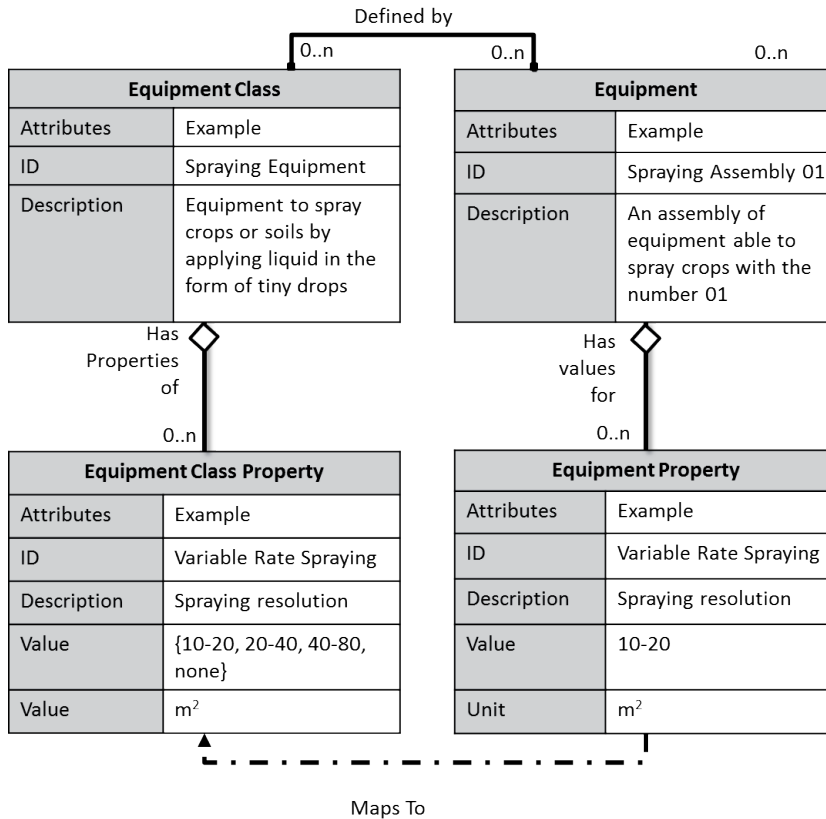 Defined by
0..n
0..n
0..n
Equipment Class
Attributes Example
ID Spraying Equipment
Description Equipment to spray
crops or soils by
applying liquid in the
form of tiny drops
Equipment
Attributes Example
ID Spraying Assembly 01
Description An assembly of
equipment able to
spray crops with the
number 01
Has
Properties
of
0..n
Has
values
for
0..n
Equipment Class Property
Attributes Example
ID Variable Rate Spraying
Description Spraying resolution
Value {10-20, 20-40, 40-80,
none}
Value m²
Equipment Property
Attributes Example
ID Variable Rate Spraying
Description Spraying resolution
Value 10-20
Unit m²
Maps To